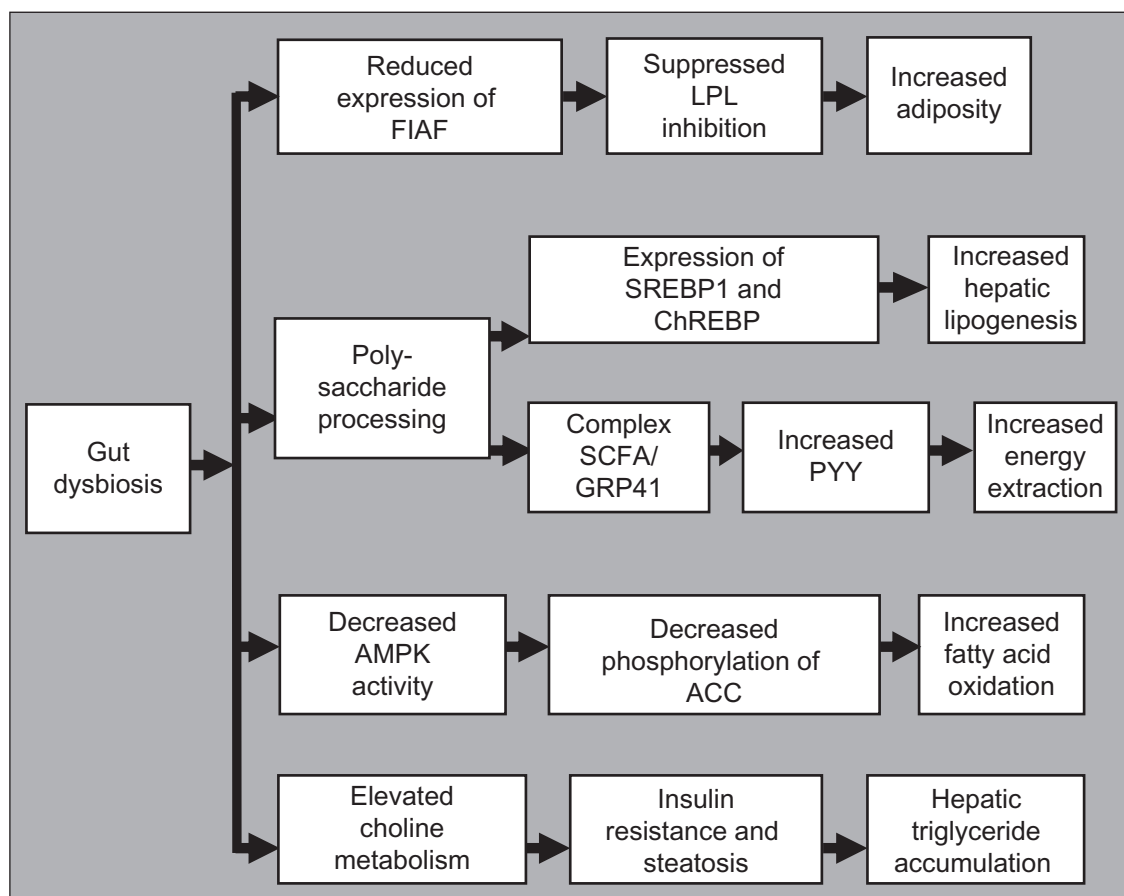 Reduced
expression of
FIAF
Suppressed
LPL
inhibition
Increased
adiposity
Expression of
SREBP1 and
ChREBP
Increased
hepatic
lipogenesis
Poly-
saccharide
processing
Gut
dysbiosis
Complex
SCFA/
GRP41
Increased
PYY
Increased
energy
extraction
Decreased
AMPK
activity
Decreased
phosphorylation of
ACC
Increased
fatty acid
oxidation
Elevated
choline
metabolism
Insulin
resistance and
steatosis
Hepatic
triglyceride
accumulation